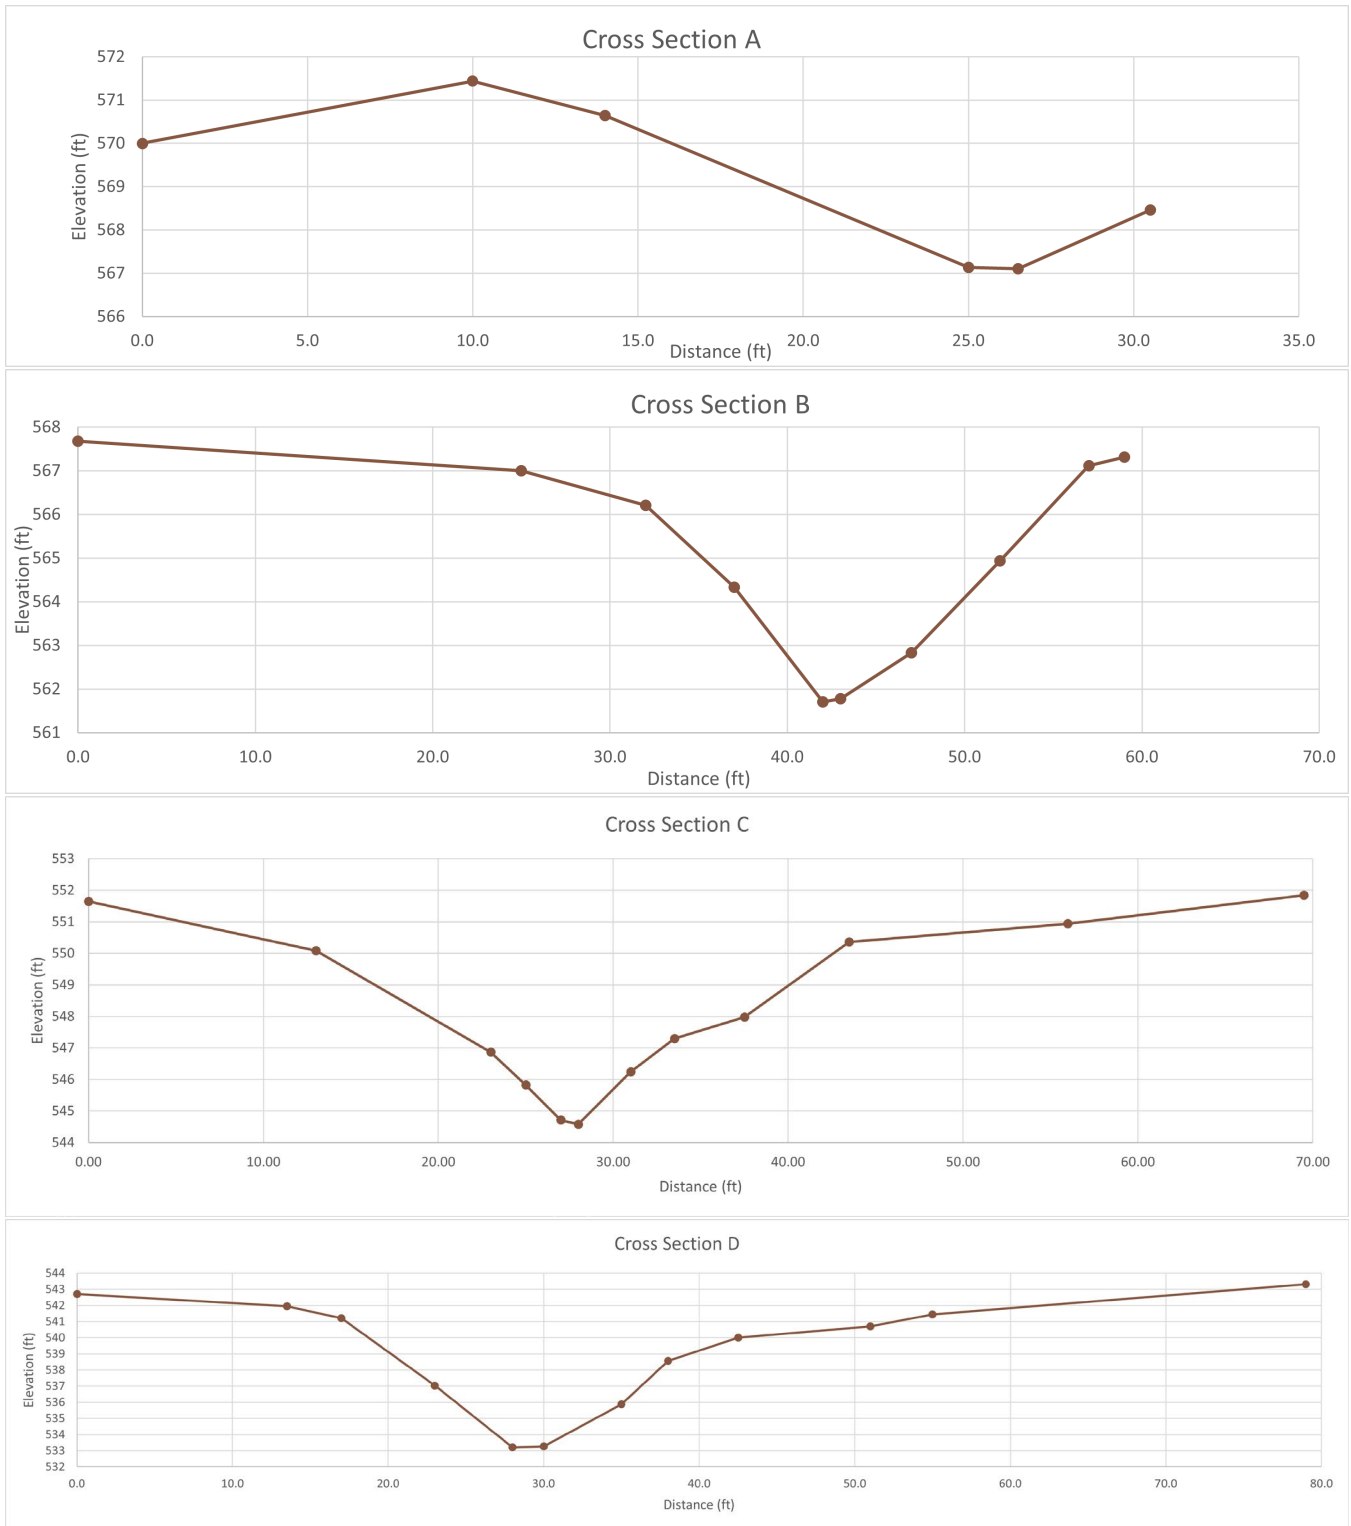 Cross Section A
572
571
570
569
568
567
566
Elevation (ft)
0.0 5.0 10.0 15.0 20.0 25.0 30.0 35.0
Distance (ft)
Cross Section B
568
567
566
565
564
563
562
561
Elevation (ft)
0.0 10.0 20.0 30.0 40.0 50.0 60.0 70.0
Distance (ft)
Cross Section C
553
552
551
550
549
548
547
546
545
544
Elevation (ft)
0.00 10.00 20.00 30.00 40.00 50.00 60.00 70.00
Distance (ft)
Cross Section D
544
543
542
541
540
539
538
537
536
535
534
533
532
Elevation (ft)
0.0 10.0 20.0 30.0 40.0 50.0 60.0 70.0 80.0
Distance (ft)